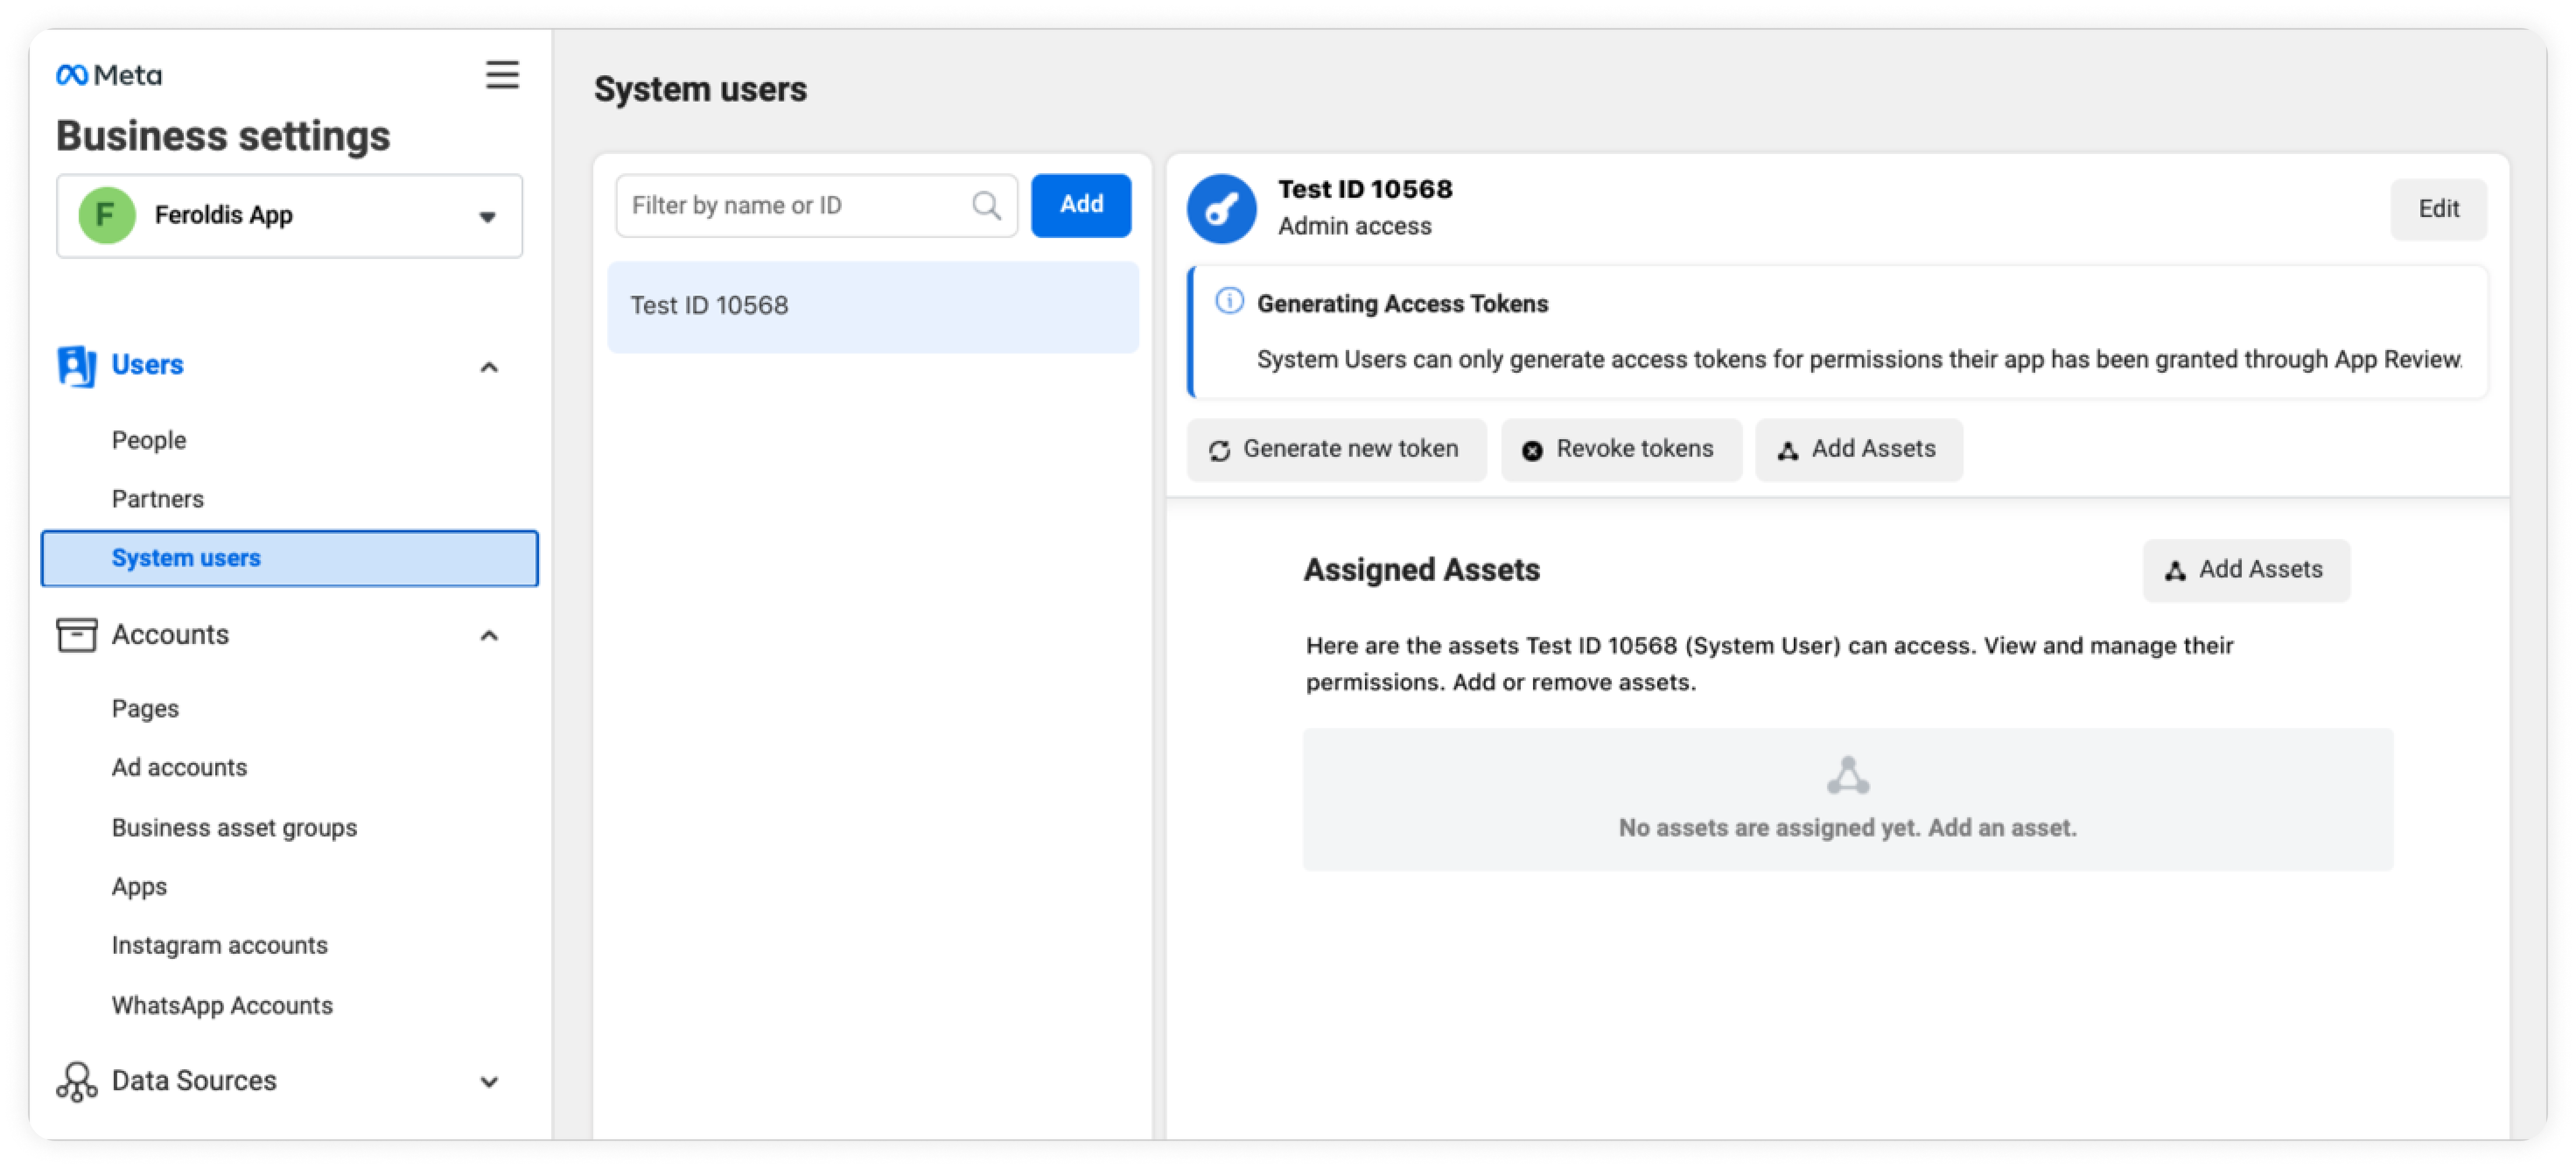 Meta
Business settings
F Feroldis App
Users
People
Partners
System users
Accounts
Pages
Ad accounts
Business asset groups
Apps
Instagram accounts
WhatsApp Accounts
Data Sources
System users
Filter by name or ID
Add
Test ID 10568
Test ID 10568
Admin access
Edit
Generating Access Tokens
System Users can only generate access tokens for permissions their app has been granted through App Review.
Generate new token
Revoke tokens
Add Assets
Assigned Assets
Add Assets
Here are the assets Test ID 10568 (System User) can access. View and manage their
permissions. Add or remove assets.
No assets are assigned yet. Add an asset.